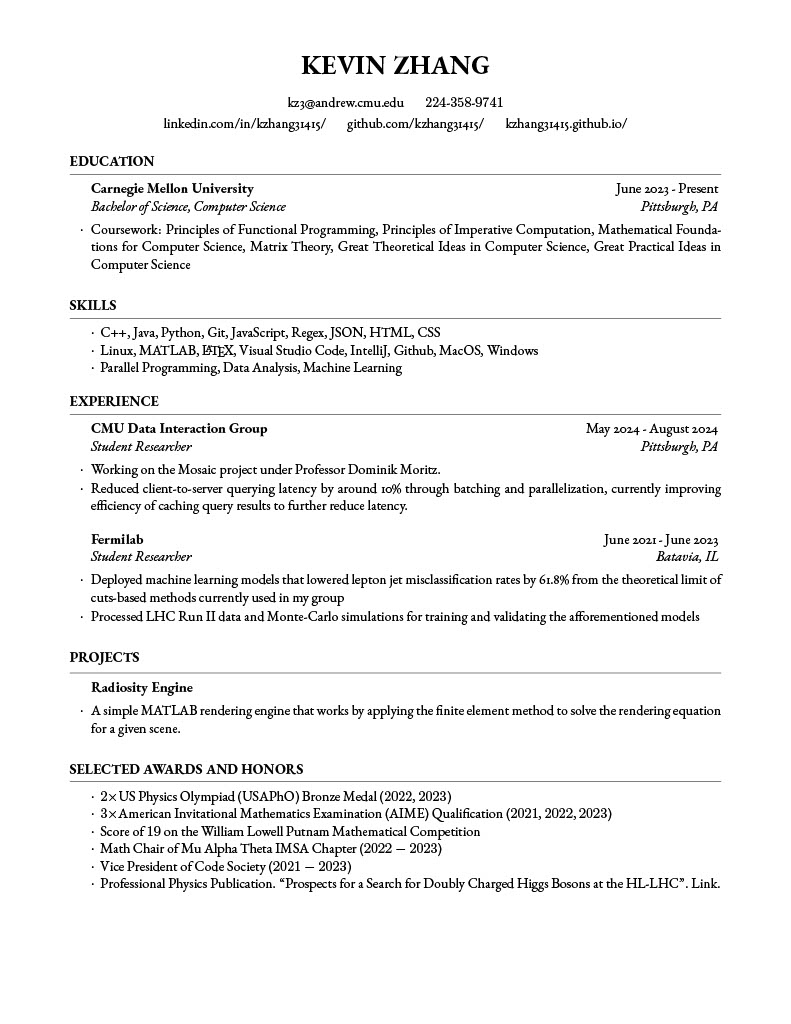 KEVIN ZHANG
kz3@andrew.cmu.edu 224-358-9741
linkedin.com/in/kzhang31415/ github.com/kzhang31415/ kzhang31415.github.io/
EDUCATION
Carnegie Mellon University June 2023 - Present
Bachelor of Science, Computer Science Pittsburgh, PA
· Coursework: Principles of Functional Programming, Principles of Imperative Computation, Mathematical Founda-
tions for Computer Science, Matrix Theory, Great Theoretical Ideas in Computer Science, Great Practical Ideas in
Computer Science
SKILLS
· C++, Java, Python, Git, JavaScript, Regex, JSON, HTML, CSS
· Linux, MATLAB, LATEX, Visual Studio Code, IntelliJ, Github, MacOS, Windows
· Parallel Programming, Data Analysis, Machine Learning
EXPERIENCE
CMU Data Interaction Group May 2024 - August 2024
Student Researcher Pittsburgh, PA
· Working on the Mosaic project under Professor Dominik Moritz.
· Reduced client-to-server querying latency by around 10% through batching and parallelization, currently improving
efficiency of caching query results to further reduce latency.
Fermilab June 2021 - June 2023
Student Researcher Batavia, IL
· Deployed machine learning models that lowered lepton jet misclassification rates by 61.8% from the theoretical limit of
cuts-based methods currently used in my group
· Processed LHC Run II data and Monte-Carlo simulations for training and validating the afforementioned models
PROJECTS
Radiosity Engine
· A simple MATLAB rendering engine that works by applying the finite element method to solve the rendering equation
for a given scene.
SELECTED AWARDS AND HONORS
· 2×US Physics Olympiad (USAPhO) Bronze Medal (2022, 2023)
· 3×American Invitational Mathematics Examination (AIME) Qualification (2021, 2022, 2023)
· Score of 19 on the William Lowell Putnam Mathematical Competition
· Math Chair of Mu Alpha Theta IMSA Chapter (2022 – 2023)
· Vice President of Code Society (2021 – 2023)
· Professional Physics Publication. “Prospects for a Search for Doubly Charged Higgs Bosons at the HL-LHC”. Link.